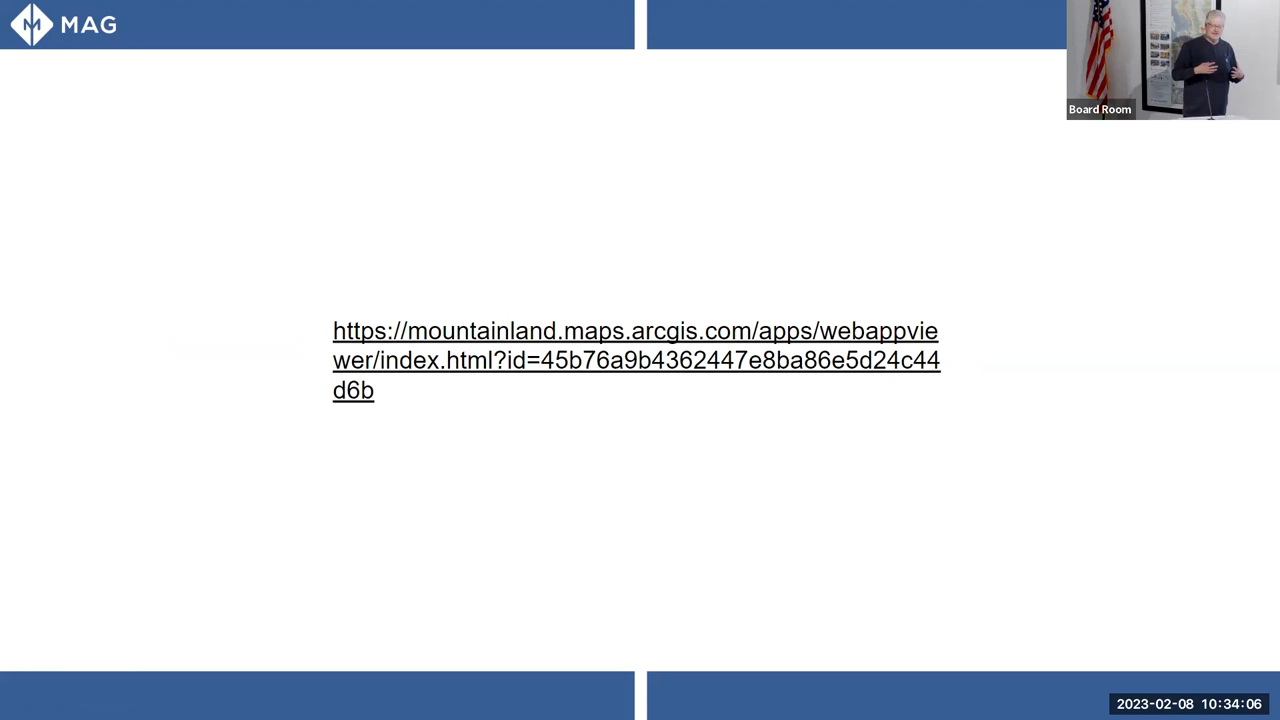 MAG
Board Room
https://mountainland.maps.arcgis.com/apps/webappvie
wer/index.html?id=45b76a9b4362447e8ba86e5d24c44
d6b
2023-02-08 10:34:06